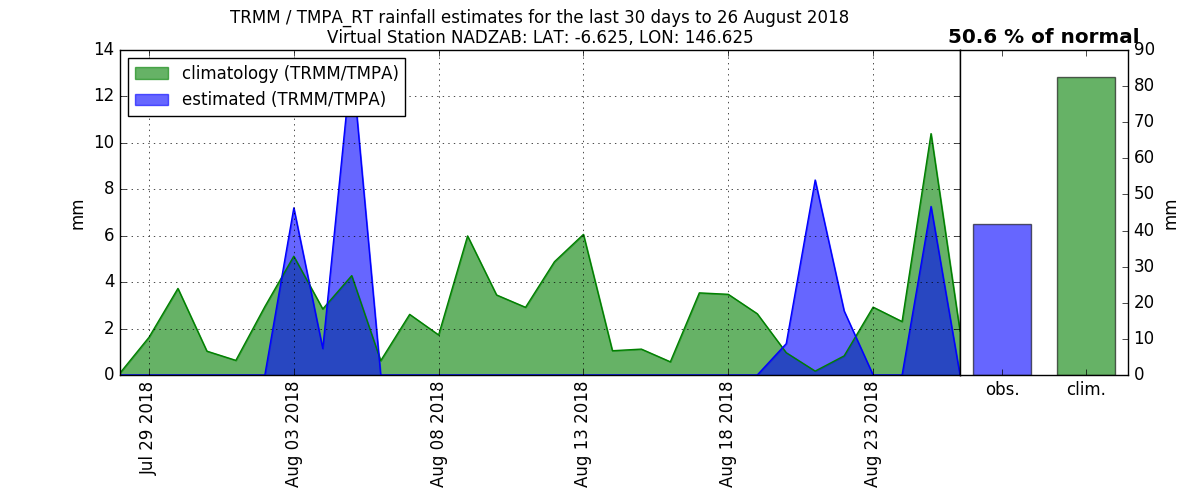 TRMM / TMPA_RT rainfall estimates for the last 30 days to 26 August 2018
Virtual Station NADZAB: LAT: -6.625, LON: 146.625
50.6 % of normal
climatology (TRMM/TMPA)
estimated (TRMM/TMPA)
14
12
10
8
6
4
2
0
mm
Jul 29 2018
Aug 03 2018
Aug 08 2018
Aug 13 2018
Aug 18 2018
Aug 23 2018
90
80
70
60
50
40
30
20
10
0
mm
obs.
clim.